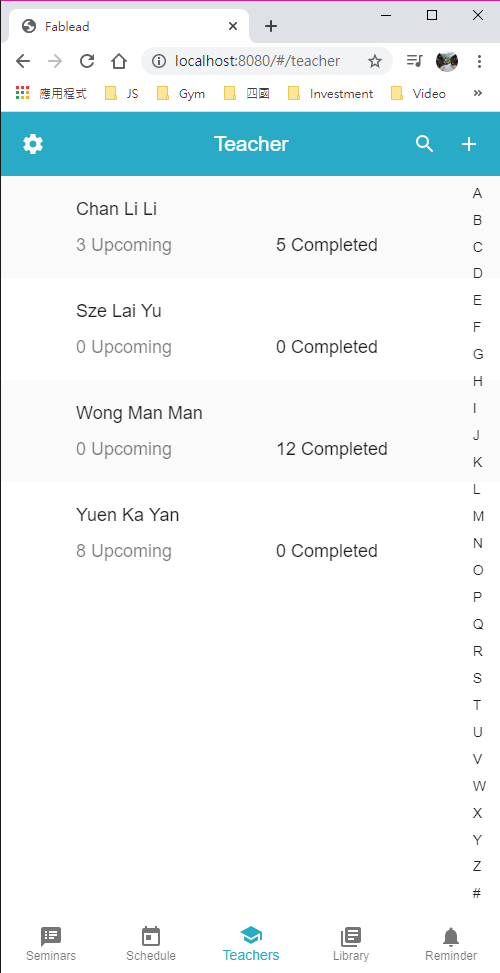 Fablead
localhost:8080/#/teacher
應用程式 JS Gym 四國 Investment Video »
Teacher
Chan Li Li
3 Upcoming 5 Completed
Sze Lai Yu
0 Upcoming 0 Completed
Wong Man Man
0 Upcoming 12 Completed
Yuen Ka Yan
8 Upcoming 0 Completed
A
B
C
D
E
F
G
H
I
J
K
L
M
N
O
P
Q
R
S
T
U
V
W
X
Y
Z
#
Seminars Schedule Teachers Library Reminder